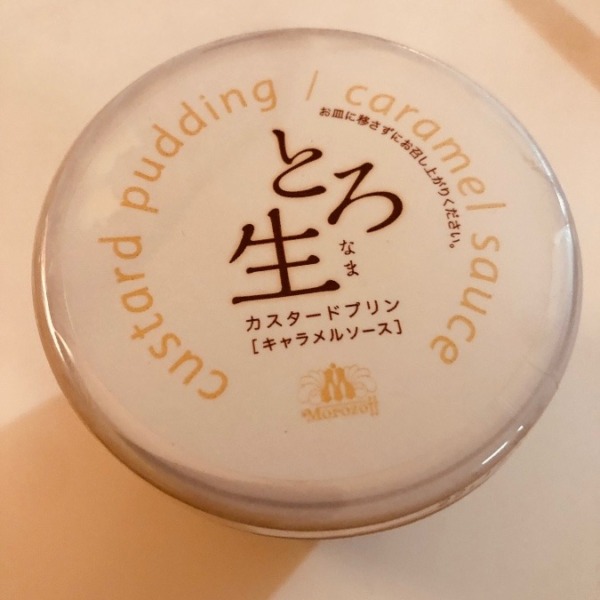 custard pudding / caramel sauce
お皿に移さずにお召し上がりください。
とろ
生
なま
カスタードプリン
[キャラメルソース]
Morozoff